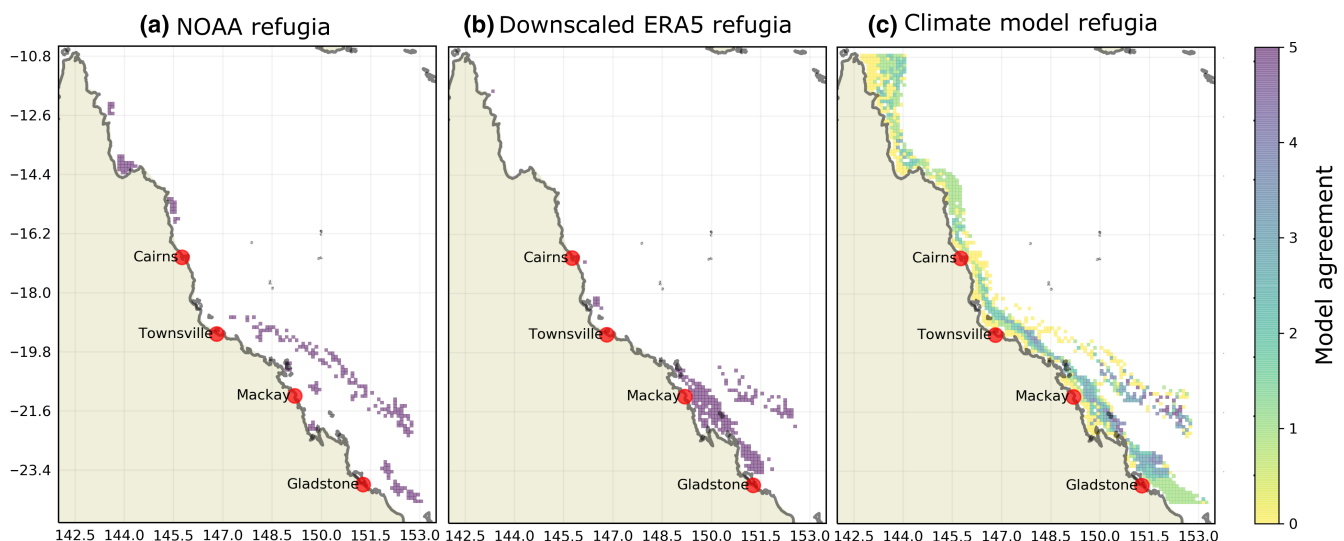 (a) NOAA refugia
(b) Downscaled ERA5 refugia
(c) Climate model refugia
−10.8
−12.6
−14.4
−16.2
−18.0
−19.8
−21.6
−23.4
Cairns
Townsville
Mackay
Gladstone
142.5 144.0 145.5 147.0 148.5 150.0 151.5 153.0
Cairns
Townsville
Mackay
Gladstone
142.5 144.0 145.5 147.0 148.5 150.0 151.5 153.0
Cairns
Townsville
Mackay
Gladstone
142.5 144.0 145.5 147.0 148.5 150.0 151.5 153.0
5
4
3
2
1
0
Model agreement